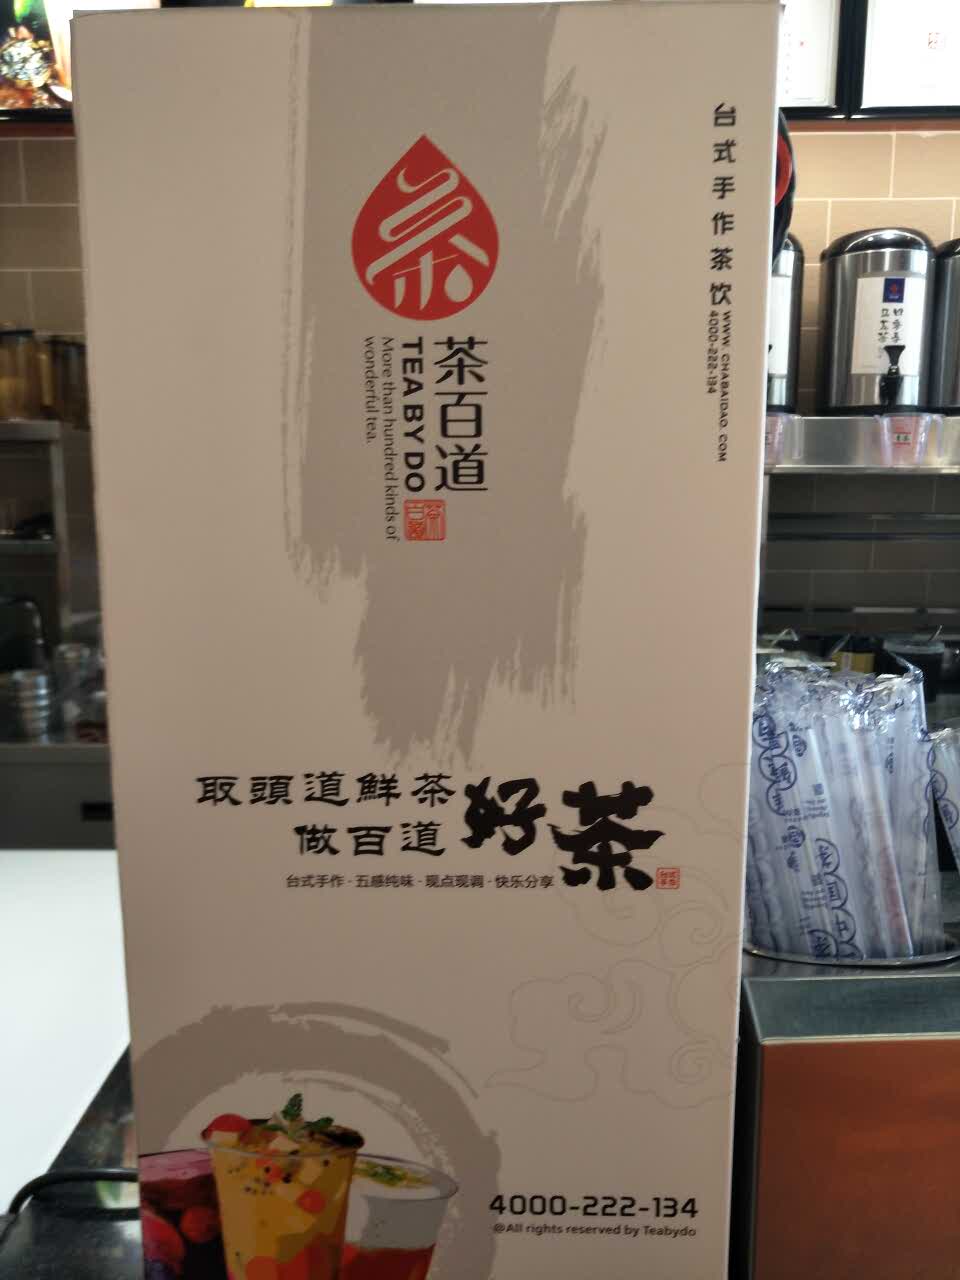 台式手作茶饮
WWW.CHABAIDAO.COM
4000-222-134
茶
茶百道
TEA BY DO
More than hundred kinds of
wonderful tea.
取頭道鮮茶
做百道
好茶
台式手作·五感纯味·现点现调·快乐分享
4000-222-134
@All rights reserved by Teabydo